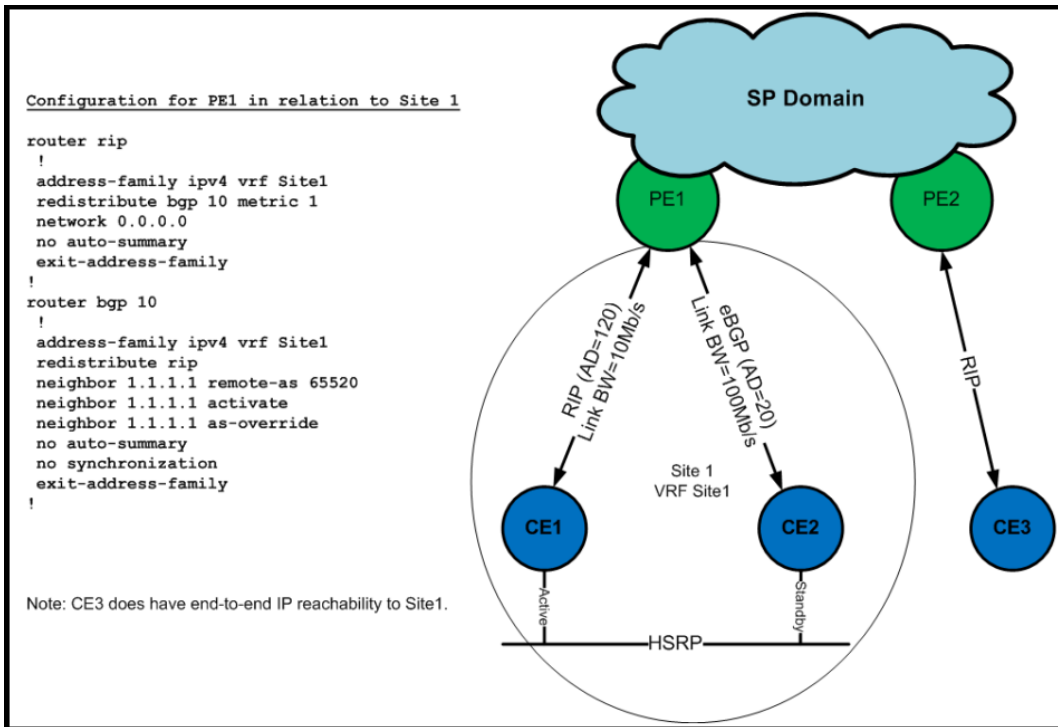 Configuration for PE1 in relation to Site 1
router rip
!
address-family ipv4 vrf Site1
redistribute bgp 10 metric 1
network 0.0.0.0
no auto-summary
exit-address-family
!
router bgp 10
!
address-family ipv4 vrf Site1
redistribute rip
neighbor 1.1.1.1 remote-as 65520
neighbor 1.1.1.1 activate
neighbor 1.1.1.1 as-override
no auto-summary
no synchronization
exit-address-family
!
Note: CE3 does have end-to-end IP reachability to Site1.
SP Domain
PE1
PE2
RIP (AD=120)
Link BW=10Mb/s
eBGP (AD=20)
Link BW=100Mb/s
RIP
Site 1
VRF Site1
CE1
CE2
CE3
Active
Standby
HSRP